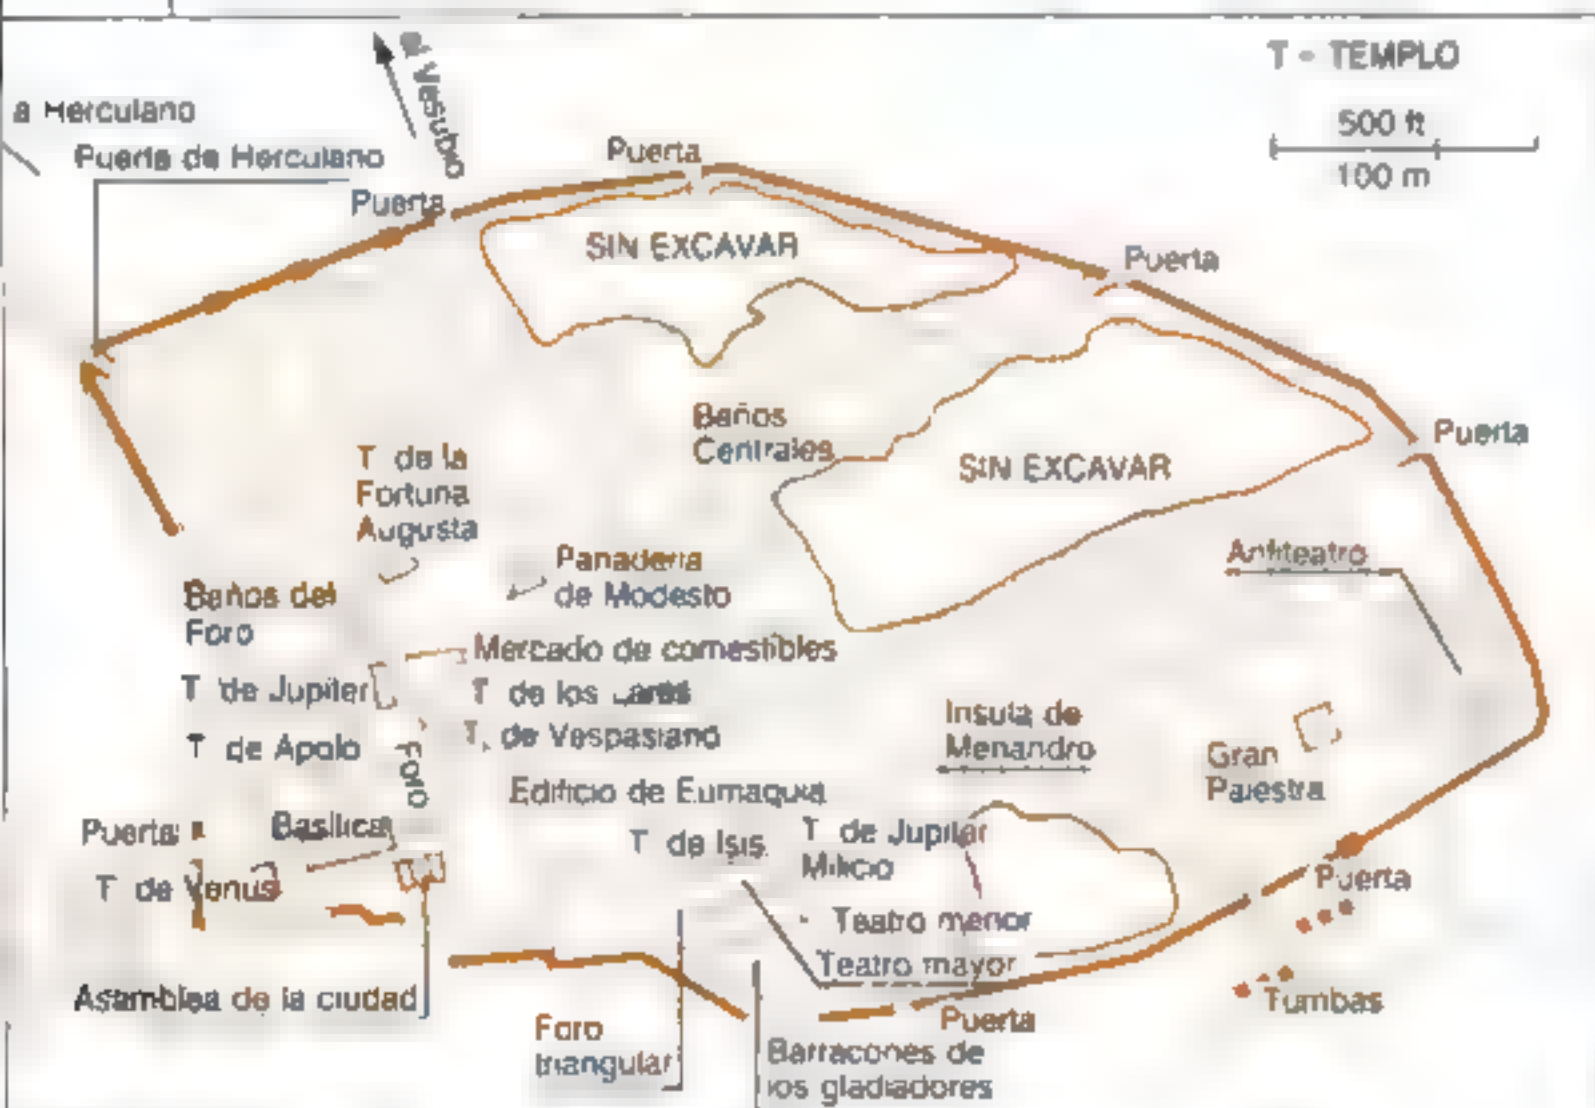 T - TEMPLO
500 ft
100 m
al Vesubio
a Herculano
Puerta de Herculano
Puerta
Puerta
SIN EXCAVAR
Puerta
Puerta
Baños
Centrales
SIN EXCAVAR
T de la
Fortuna
Augusta
Panaderia
de Modesto
Anfiteatro
Baños del
Foro
Mercado de comestibles
T de Jupiter
T de los Lares
T de Apolo
Foro
T. de Vespasiano
Insula de
Menandro
Gran
Palestra
Edificio de Eumaquia
Puerta
Basilica
T de Isis
T de Jupiter
Milicio
T de Venus
Puerta
Teatro menor
Teatro mayor
Asamblea de la ciudad
Tumbas
Puerta
Foro
triangular
Barracones de
los gladiadores